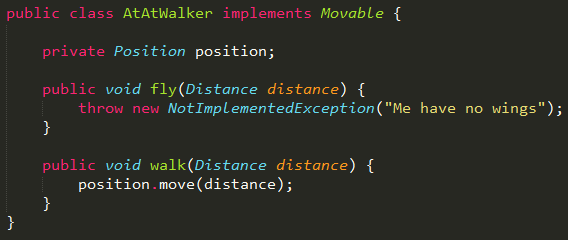 public class AtAtWalker implements Movable {
private Position position;
public void fly(Distance distance) {
throw new NotImplementedException("Me have no wings");
}
public void walk(Distance distance) {
position.move(distance);
}
}